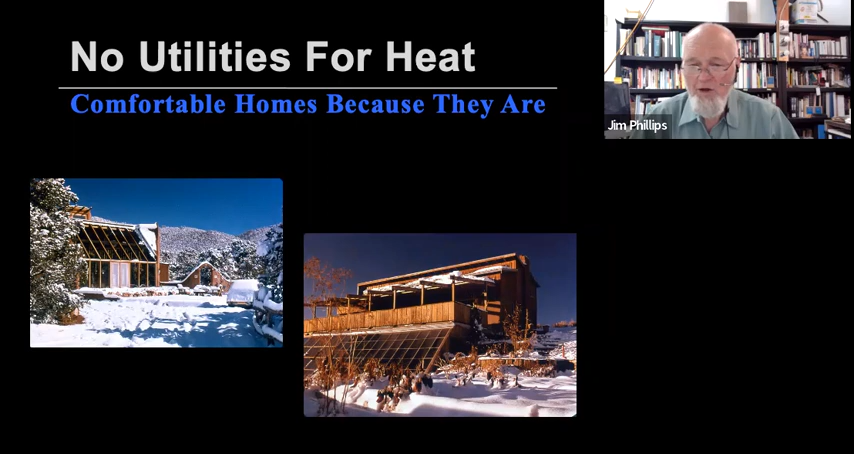 No Utilities For Heat
Comfortable Homes Because They Are
Jim Phillips